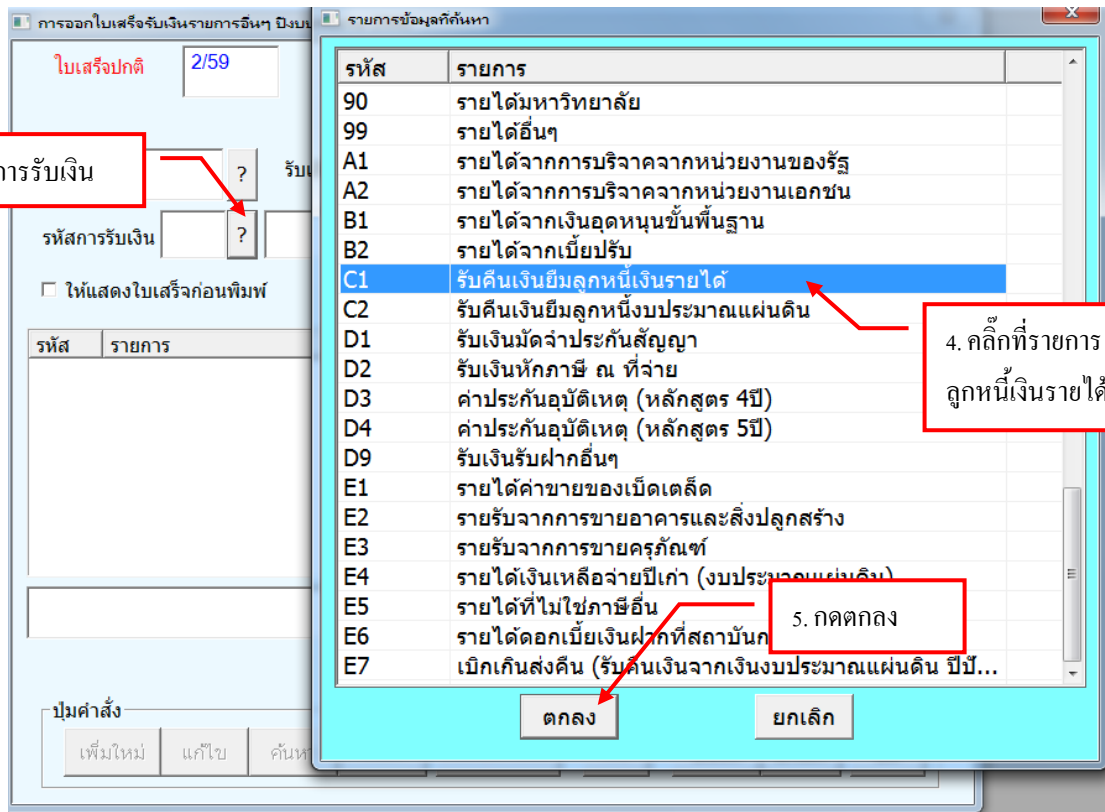 การออกใบเสร็จรับเงินรายการอื่นๆ ปีงบป
ใบเสร็จปกติ 2/59
การรับเงิน
? รับเ
รหัสการรับเงิน ?
ให้แสดงใบเสร็จก่อนพิมพ์
รหัส รายการ
ปุ่มคำสั่ง
เพิ่มใหม่ แก้ไข ค้นห
รายการข้อมูลที่ค้นหา
X
รหัส รายการ
90 รายได้มหาวิทยาลัย
99 รายได้อื่นๆ
A1 รายได้จากการบริจาคจากหน่วยงานของรัฐ
A2 รายได้จากการบริจาคจากหน่วยงานเอกชน
B1 รายได้จากเงินอุดหนุนขั้นพื้นฐาน
B2 รายได้จากเบี้ยปรับ
C1 รับคืนเงินยืมลูกหนี้เงินรายได้
C2 รับคืนเงินยืมลูกหนี้งบประมาณแผ่นดิน
D1 รับเงินมัดจำประกันสัญญา
D2 รับเงินหักภาษี ณ ที่จ่าย
D3 ค่าประกันอุบัติเหตุ (หลักสูตร 4ปี)
D4 ค่าประกันอุบัติเหตุ (หลักสูตร 5ปี)
D9 รับเงินรับฝากอื่นๆ
E1 รายได้ค่าขายของเบ็ดเตล็ด
E2 รายรับจากการขายอาคารและสิ่งปลูกสร้าง
E3 รายรับจากการขายครุภัณฑ์
E4 รายได้เงินเหลือจ่ายปีเก่า (งบประมาณแผ่นดิน)
E5 รายได้ที่ไม่ใช่ภาษีอื่น
E6 รายได้ดอกเบี้ยเงินฝากที่สถาบันก
E7 เบิกเกินส่งคืน (รับคืนเงินจากเงินงบประมาณแผ่นดิน ปีปั...
ตกลง ยกเลิก
4. คลิ๊กที่รายการ
ลูกหนี้เงินรายได้
5. กดตกลง